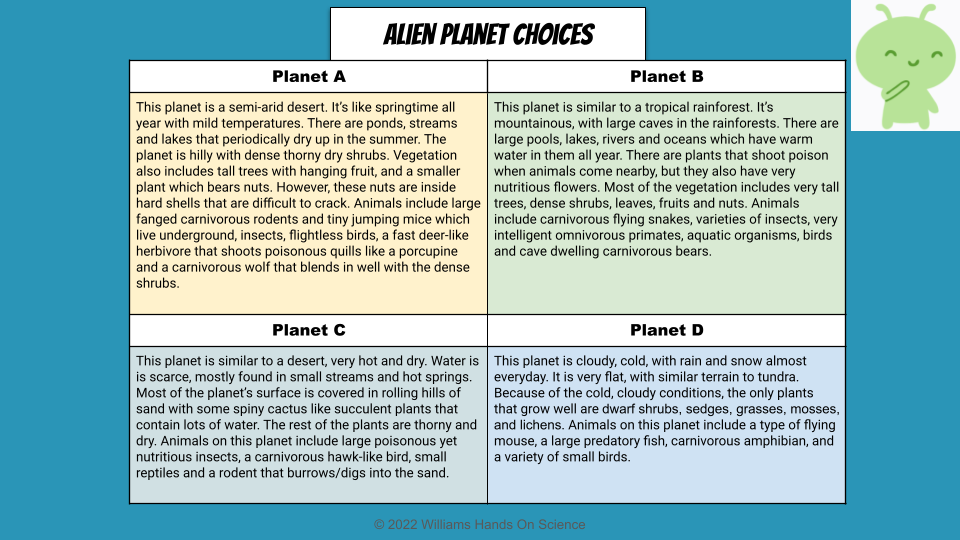 ALIEN PLANET CHOICES
Planet A
This planet is a semi-arid desert. It's like springtime all
year with mild temperatures. There are ponds, streams
and lakes that periodically dry up in the summer. The
planet is hilly with dense thorny dry shrubs. Vegetation
also includes tall trees with hanging fruit, and a smaller
plant which bears nuts. However, these nuts are inside
hard shells that are difficult to crack. Animals include large
fanged carnivorous rodents and tiny jumping mice which
live underground, insects, flightless birds, a fast deer-like
herbivore that shoots poisonous quills like a porcupine
and a carnivorous wolf that blends in well with the dense
shrubs.
Planet B
This planet is similar to a tropical rainforest. It's
mountainous, with large caves in the rainforests. There are
large pools, lakes, rivers and oceans which have warm
water in them all year. There are plants that shoot poison
when animals come nearby, but they also have very
nutritious flowers. Most of the vegetation includes very tall
trees, dense shrubs, leaves, fruits and nuts. Animals
include carnivorous flying snakes, varieties of insects, very
intelligent omnivorous primates, aquatic organisms, birds
and cave dwelling carnivorous bears.
Planet C
This planet is similar to a desert, very hot and dry. Water is
is scarce, mostly found in small streams and hot springs.
Most of the planet's surface is covered in rolling hills of
sand with some spiny cactus like succulent plants that
contain lots of water. The rest of the plants are thorny and
dry. Animals on this planet include large poisonous yet
nutritious insects, a carnivorous hawk-like bird, small
reptiles and a rodent that burrows/digs into the sand.
Planet D
This planet is cloudy, cold, with rain and snow almost
everyday. It is very flat, with similar terrain to tundra.
Because of the cold, cloudy conditions, the only plants
that grow well are dwarf shrubs, sedges, grasses, mosses,
and lichens. Animals on this planet include a type of flying
mouse, a large predatory fish, carnivorous amphibian, and
a variety of small birds.
© 2022 Williams Hands On Science